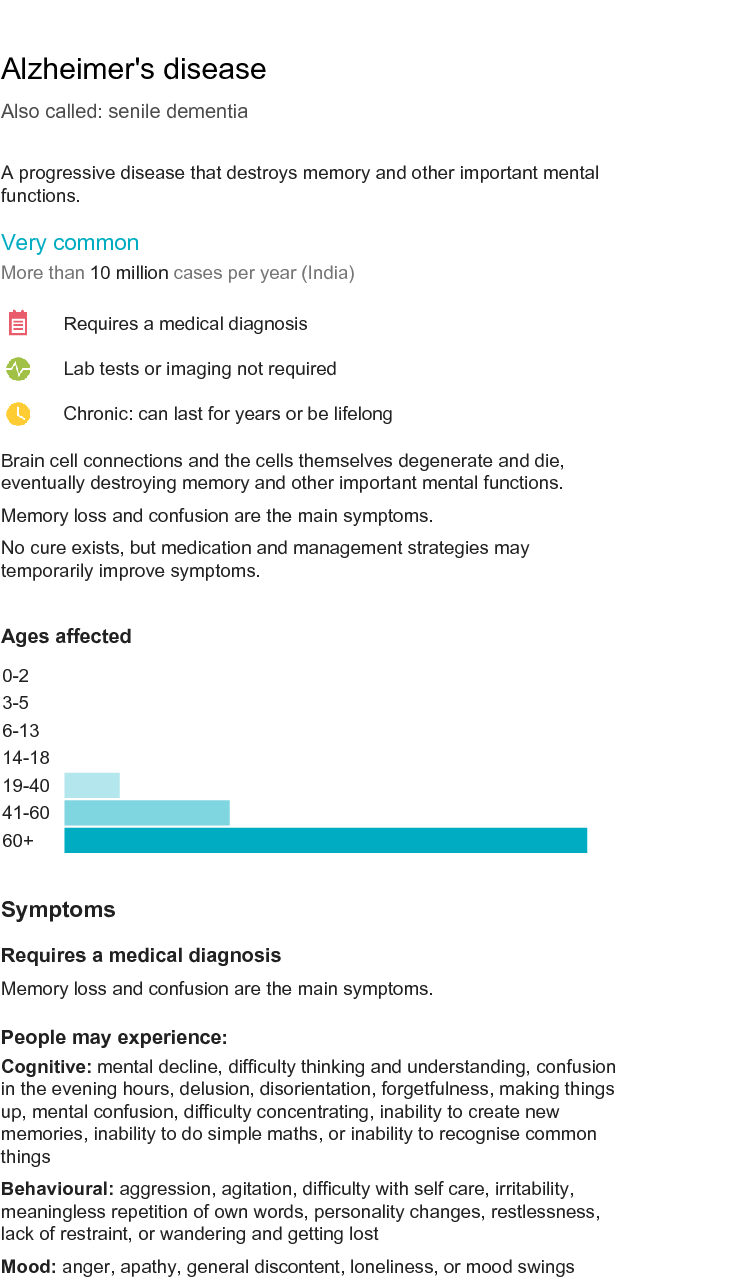 Alzheimer's disease
Also called: senile dementia
A progressive disease that destroys memory and other important mental
functions.
Very common
More than 10 million cases per year (India)
Requires a medical diagnosis
Lab tests or imaging not required
Chronic: can last for years or be lifelong
Brain cell connections and the cells themselves degenerate and die,
eventually destroying memory and other important mental functions.
Memory loss and confusion are the main symptoms.
No cure exists, but medication and management strategies may
temporarily improve symptoms.
Ages affected
0-2
3-5
6-13
14-18
19-40
41-60
60+
Symptoms
Requires a medical diagnosis
Memory loss and confusion are the main symptoms.
People may experience:
Cognitive: mental decline, difficulty thinking and understanding, confusion
in the evening hours, delusion, disorientation, forgetfulness, making things
up, mental confusion, difficulty concentrating, inability to create new
memories, inability to do simple maths, or inability to recognise common
things
Behavioural: aggression, agitation, difficulty with self care, irritability,
meaningless repetition of own words, personality changes, restlessness,
lack of restraint, or wandering and getting lost
Mood: anger, apathy, general discontent, loneliness, or mood swings